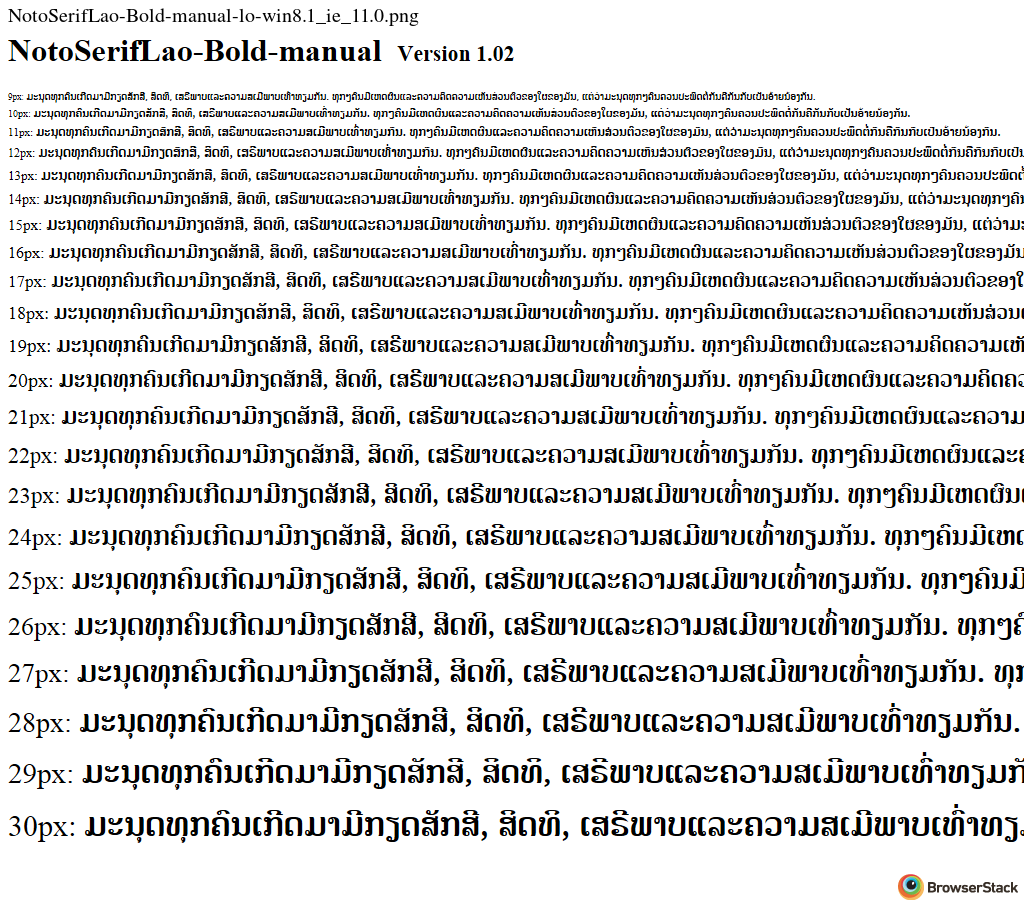 NotoSerifLao-Bold-manual-lo-win8.1_ie_11.0.png
NotoSerifLao-Bold-manual Version 1.02
9px: ມະນຸດທຸກຄົນເກີດມາມີກຽດສັກສີ, ສິດທິ, ເສຣີພາບແລະຄວາມສເມີພາບເທົ່າທຽມກັນ. ທຸກໆຄົນມີເຫດຜົນແລະຄວາມຄິດຄວາມເຫັນສ່ວນຕົວຂອງໃຜຂອງມັນ, ແຕ່ວ່າມະນຸດທຸກໆຄົນຄວນປະພຶດຕໍ່ກັນຄືກັນກັບເປັນອ້າຍນ້ອງກັນ.
10px: ມະນຸດທຸກຄົນເກີດມາມີກຽດສັກສີ, ສິດທິ, ເສຣີພາບແລະຄວາມສເມີພາບເທົ່າທຽມກັນ. ທຸກໆຄົນມີເຫດຜົນແລະຄວາມຄິດຄວາມເຫັນສ່ວນຕົວຂອງໃຜຂອງມັນ, ແຕ່ວ່າມະນຸດທຸກໆຄົນຄວນປະພຶດຕໍ່ກັນຄືກັນກັບເປັນອ້າຍນ້ອງກັນ.
11px: ມະນຸດທຸກຄົນເກີດມາມີກຽດສັກສີ, ສິດທິ, ເສຣີພາບແລະຄວາມສເມີພາບເທົ່າທຽມກັນ. ທຸກໆຄົນມີເຫດຜົນແລະຄວາມຄິດຄວາມເຫັນສ່ວນຕົວຂອງໃຜຂອງມັນ, ແຕ່ວ່າມະນຸດທຸກໆຄົນຄວນປະພຶດຕໍ່ກັນຄືກັນກັບເປັນອ້າຍນ້ອງກັນ.
12px: ມະນຸດທຸກຄົນເກີດມາມີກຽດສັກສີ, ສິດທິ, ເສຣີພາບແລະຄວາມສເມີພາບເທົ່າທຽມກັນ. ທຸກໆຄົນມີເຫດຜົນແລະຄວາມຄິດຄວາມເຫັນສ່ວນຕົວຂອງໃຜຂອງມັນ, ແຕ່ວ່າມະນຸດທຸກໆຄົນຄວນປະພຶດຕໍ່ກັນຄືກັນກັບເປັ
13px: ມະນຸດທຸກຄົນເກີດມາມີກຽດສັກສີ, ສິດທິ, ເສຣີພາບແລະຄວາມສເມີພາບເທົ່າທຽມກັນ. ທຸກໆຄົນມີເຫດຜົນແລະຄວາມຄິດຄວາມເຫັນສ່ວນຕົວຂອງໃຜຂອງມັນ, ແຕ່ວ່າມະນຸດທຸກໆຄົນຄວນປະພຶດຕໍ່
14px: ມະນຸດທຸກຄົນເກີດມາມີກຽດສັກສີ, ສິດທິ, ເສຣີພາບແລະຄວາມສເມີພາບເທົ່າທຽມກັນ. ທຸກໆຄົນມີເຫດຜົນແລະຄວາມຄິດຄວາມເຫັນສ່ວນຕົວຂອງໃຜຂອງມັນ, ແຕ່ວ່າມະນຸດທຸກໆຄົນ
15px: ມະນຸດທຸກຄົນເກີດມາມີກຽດສັກສີ, ສິດທິ, ເສຣີພາບແລະຄວາມສເມີພາບເທົ່າທຽມກັນ. ທຸກໆຄົນມີເຫດຜົນແລະຄວາມຄິດຄວາມເຫັນສ່ວນຕົວຂອງໃຜຂອງມັນ, ແຕ່ວ່າມະ
16px: ມະນຸດທຸກຄົນເກີດມາມີກຽດສັກສີ, ສິດທິ, ເສຣີພາບແລະຄວາມສເມີພາບເທົ່າທຽມກັນ. ທຸກໆຄົນມີເຫດຜົນແລະຄວາມຄິດຄວາມເຫັນສ່ວນຕົວຂອງໃຜຂອງມັນ
17px: ມະນຸດທຸກຄົນເກີດມາມີກຽດສັກສີ, ສິດທິ, ເສຣີພາບແລະຄວາມສເມີພາບເທົ່າທຽມກັນ. ທຸກໆຄົນມີເຫດຜົນແລະຄວາມຄິດຄວາມເຫັນສ່ວນຕົວຂອງໃ
18px: ມະນຸດທຸກຄົນເກີດມາມີກຽດສັກສີ, ສິດທິ, ເສຣີພາບແລະຄວາມສເມີພາບເທົ່າທຽມກັນ. ທຸກໆຄົນມີເຫດຜົນແລະຄວາມຄິດຄວາມເຫັນສ່ວນ
19px: ມະນຸດທຸກຄົນເກີດມາມີກຽດສັກສີ, ສິດທິ, ເສຣີພາບແລະຄວາມສເມີພາບເທົ່າທຽມກັນ. ທຸກໆຄົນມີເຫດຜົນແລະຄວາມຄິດຄວາມເຫັ
20px: ມະນຸດທຸກຄົນເກີດມາມີກຽດສັກສີ, ສິດທິ, ເສຣີພາບແລະຄວາມສເມີພາບເທົ່າທຽມກັນ. ທຸກໆຄົນມີເຫດຜົນແລະຄວາມຄິດຄວ
21px: ມະນຸດທຸກຄົນເກີດມາມີກຽດສັກສີ, ສິດທິ, ເສຣີພາບແລະຄວາມສເມີພາບເທົ່າທຽມກັນ. ທຸກໆຄົນມີເຫດຜົນແລະຄວາມ
22px: ມະນຸດທຸກຄົນເກີດມາມີກຽດສັກສີ, ສິດທິ, ເສຣີພາບແລະຄວາມສເມີພາບເທົ່າທຽມກັນ. ທຸກໆຄົນມີເຫດຜົນແລະຄ
23px: ມະນຸດທຸກຄົນເກີດມາມີກຽດສັກສີ, ສິດທິ, ເສຣີພາບແລະຄວາມສເມີພາບເທົ່າທຽມກັນ. ທຸກໆຄົນມີເຫດຜົນ
24px: ມະນຸດທຸກຄົນເກີດມາມີກຽດສັກສີ, ສິດທິ, ເສຣີພາບແລະຄວາມສເມີພາບເທົ່າທຽມກັນ. ທຸກໆຄົນມີເຫດ
25px: ມະນຸດທຸກຄົນເກີດມາມີກຽດສັກສີ, ສິດທິ, ເສຣີພາບແລະຄວາມສເມີພາບເທົ່າທຽມກັນ. ທຸກໆຄົນມີ
26px: ມະນຸດທຸກຄົນເກີດມາມີກຽດສັກສີ, ສິດທິ, ເສຣີພາບແລະຄວາມສເມີພາບເທົ່າທຽມກັນ. ທຸກໆຄົ
27px: ມະນຸດທຸກຄົນເກີດມາມີກຽດສັກສີ, ສິດທິ, ເສຣີພາບແລະຄວາມສເມີພາບເທົ່າທຽມກັນ. ທຸກ
28px: ມະນຸດທຸກຄົນເກີດມາມີກຽດສັກສີ, ສິດທິ, ເສຣີພາບແລະຄວາມສເມີພາບເທົ່າທຽມກັນ.
29px: ມະນຸດທຸກຄົນເກີດມາມີກຽດສັກສີ, ສິດທິ, ເສຣີພາບແລະຄວາມສເມີພາບເທົ່າທຽມກັ
30px: ມະນຸດທຸກຄົນເກີດມາມີກຽດສັກສີ, ສິດທິ, ເສຣີພາບແລະຄວາມສເມີພາບເທົ່າທຽ
BrowserStack